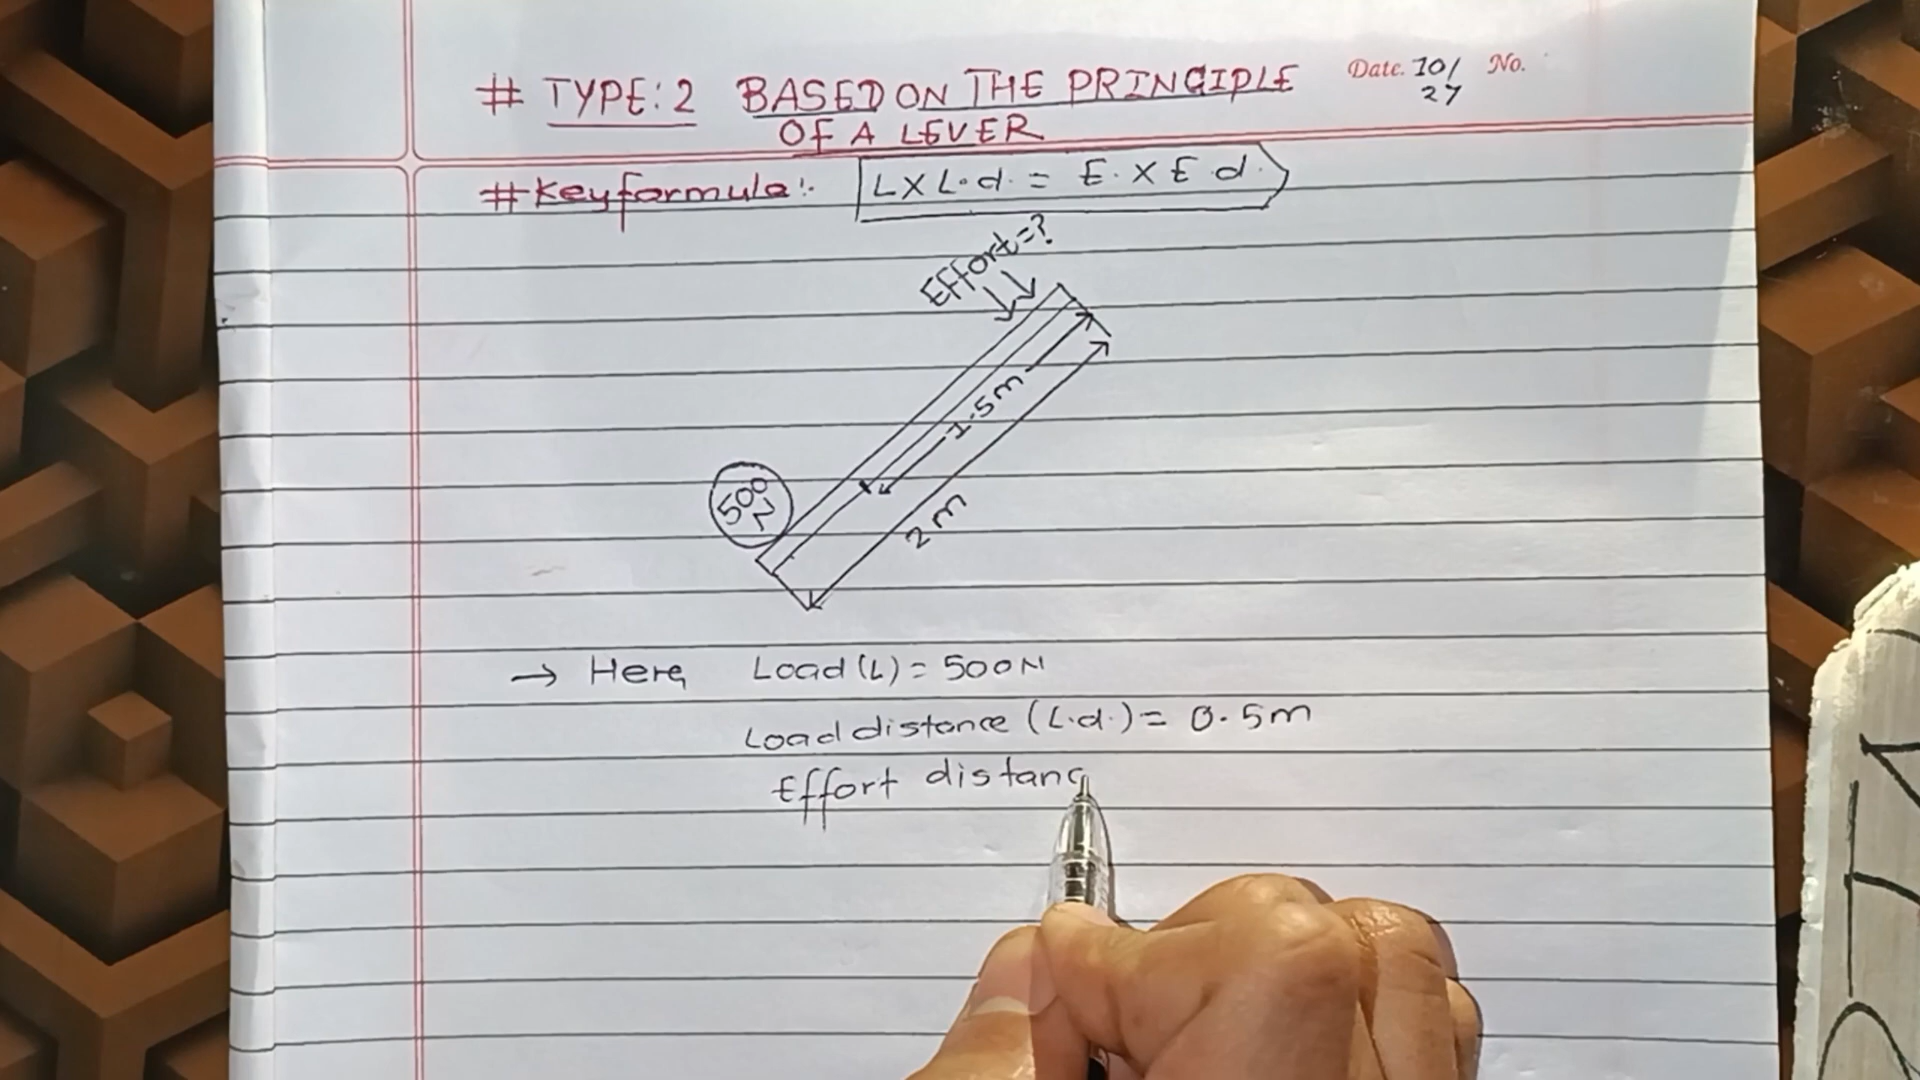 # TYPE: 2 BASED ON THE PRINCIPLE
OF A LEVER
Date. 10/ No.
27
# Key formula:- L X L.d. = E. X E.d.
Effort=?
1.5m
500
N
2m
→ Here, Load (L) = 500N
Load distance (L.d.) = 0.5m
Effort distanc